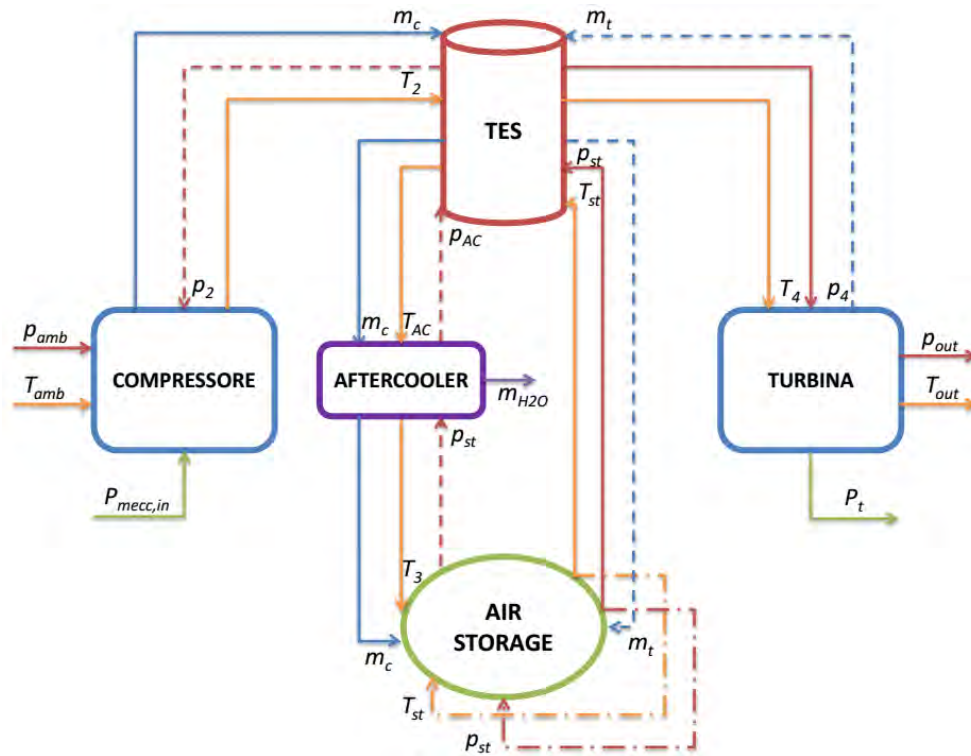 m_c
m_t
T_2
TES
p_st
T_st
p_AC
p_2
T_4
p_4
m_c
T_AC
p_amb
COMPRESSORE
AFTERCOOLER
m_H2O
TURBINA
p_out
T_amb
T_out
p_st
P_mecc,in
P_t
T_3
AIR
STORAGE
m_c
m_t
T_st
p_st